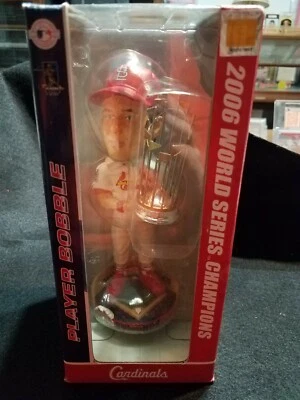 PLAYER BOBBLE
2006 WORLD SERIES CHAMPIONS
Cardinals